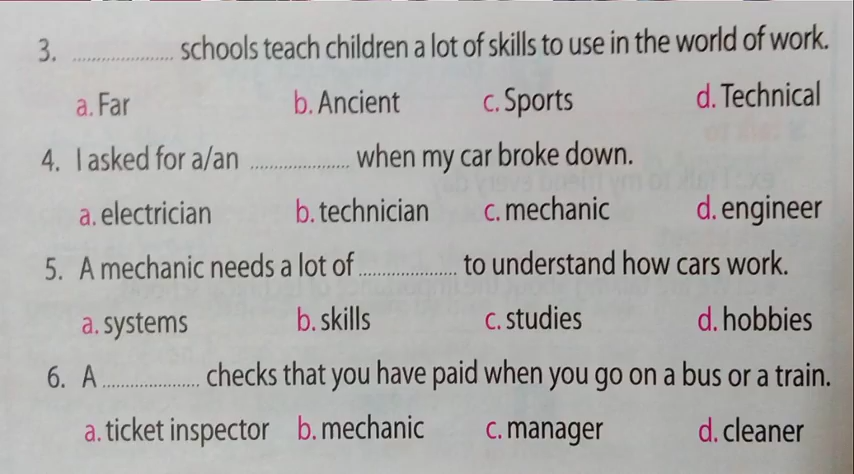 3. .................... schools teach children a lot of skills to use in the world of work.
a. Far b. Ancient c. Sports d. Technical
4. I asked for a/an .................... when my car broke down.
a. electrician b. technician c. mechanic d. engineer
5. A mechanic needs a lot of .................... to understand how cars work.
a. systems b. skills c. studies d. hobbies
6. A .................... checks that you have paid when you go on a bus or a train.
a. ticket inspector b. mechanic c. manager d. cleaner